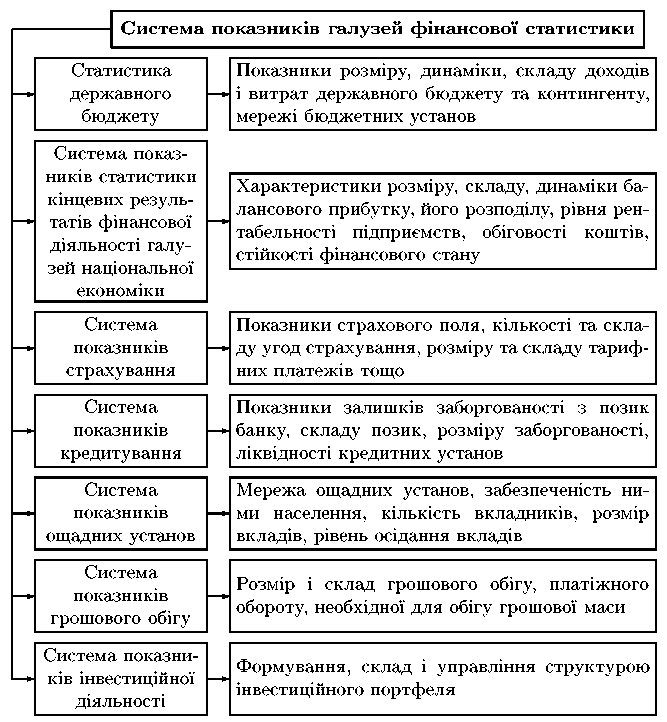 Система показників галузей фінансової статистики
Статистика
державного
бюджету
Показники розміру, динаміки, складу доходів
і витрат державного бюджету та контингенту,
мережі бюджетних установ
Система показ-
ників статистики
кінцевих резуль-
татів фінансової
діяльності галу-
зей національної
економіки
Характеристики розміру, складу, динаміки ба-
лансового прибутку, його розподілу, рівня рен-
табельності підприємств, обіговості коштів,
стійкості фінансового стану
Система
показників
страхування
Показники страхового поля, кількості та скла-
ду угод страхування, розміру та складу тариф-
них платежів тощо
Система
показників
кредитування
Показники залишків заборгованості з позик
банку, складу позик, розміру заборгованості,
ліквідності кредитних установ
Система
показників
ощадних установ
Мережа ощадних установ, забезпеченість ни-
ми населення, кількість вкладників, розмір
вкладів, рівень осідання вкладів
Система
показників
грошового обігу
Розмір і склад грошового обігу, платіжного
обороту, необхідної для обігу грошової маси
Система показни-
ків інвестиційної
діяльності
Формування, склад і управління структурою
інвестиційного портфеля